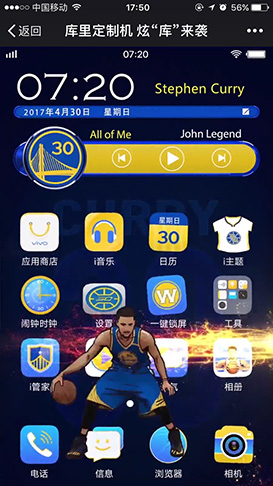 中国移动 17:50 56%
返回 库里定制机 炫“库”来袭
07:20
07:20 Stephen Curry
2017年4月30日 星期日
All of Me John Legend
30
CURRY
vivo 星期日 30
应用商店 i音乐 日历 i主题
W
闹钟时钟 设置 一键锁屏 工具
i管家 气 相册
电话 信息 浏览器 相机